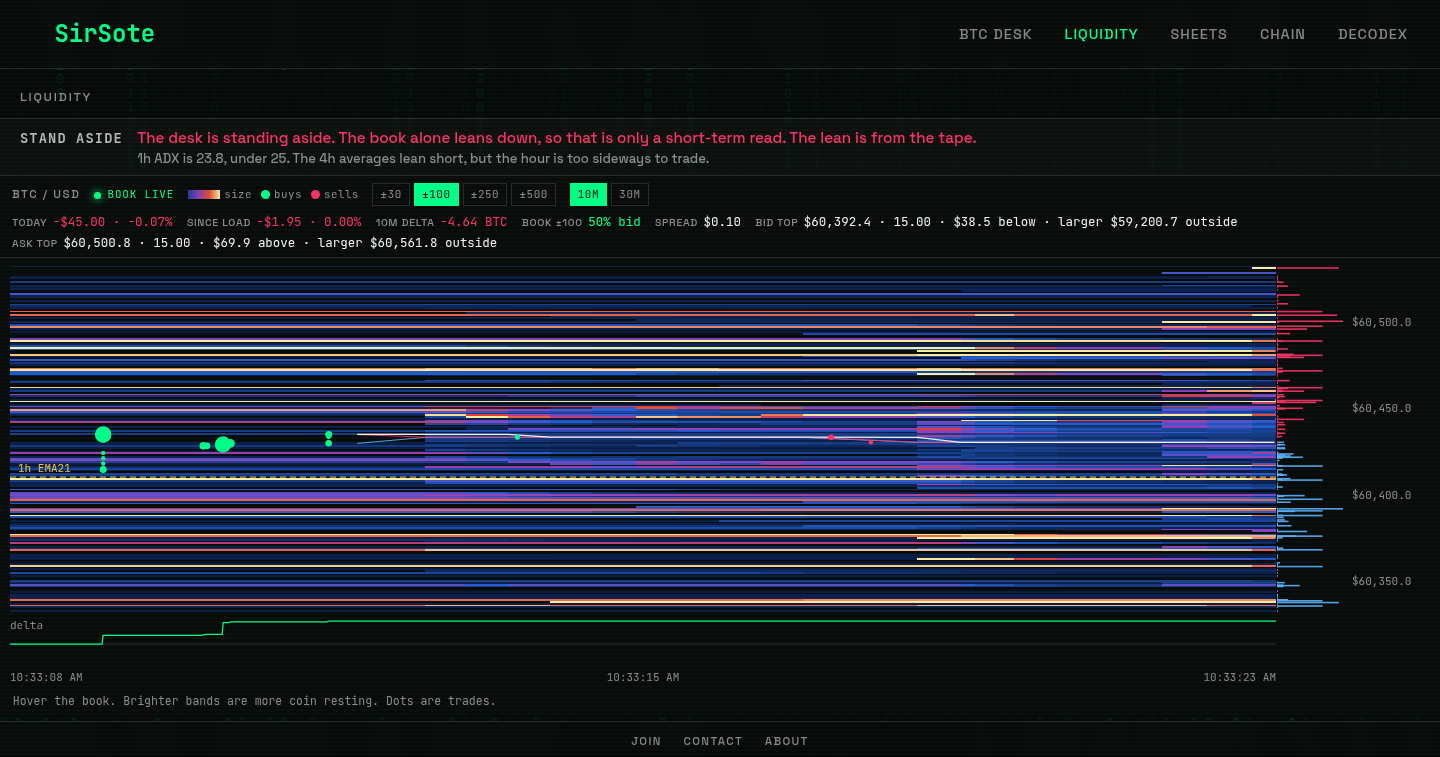 SirSote
BTC DESK LIQUIDITY SHEETS CHAIN DECODEX
LIQUIDITY
STAND ASIDE The desk is standing aside. The book alone leans down, so that is only a short-term read. The lean is from the tape.
1h ADX is 23.8, under 25. The 4h averages lean short, but the hour is too sideways to trade.
BTC / USD BOOK LIVE size buys sells ±30 ±100 ±250 ±500 10M 30M
TODAY -$45.00 · -0.07% SINCE LOAD -$1.95 · 0.00% 10M DELTA -4.64 BTC BOOK ±100 50% bid SPREAD $0.10 BID TOP $60,392.4 · 15.00 · $38.5 below · larger $59,200.7 outside
ASK TOP $60,500.8 · 15.00 · $69.9 above · larger $60,561.8 outside
$60,500.0
$60,450.0
1h EMA21
$60,400.0
$60,350.0
delta
10:33:08 AM 10:33:15 AM 10:33:23 AM
Hover the book. Brighter bands are more coin resting. Dots are trades.
JOIN CONTACT ABOUT